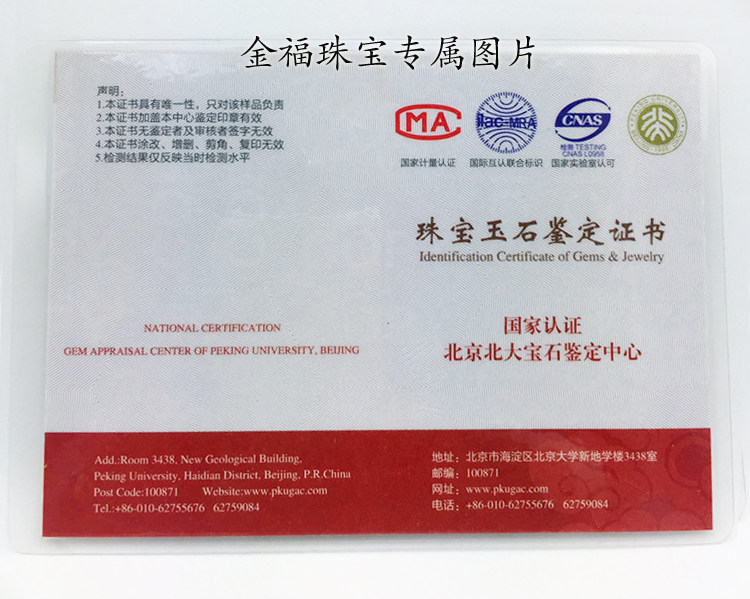 金福珠宝专属图片
声明：
1.本证书具有唯一性，只对该样品负责
2.本证书加盖本中心鉴定印章有效
3.本证书无鉴定者及审核者签字无效
4.本证书涂改、增删、剪角、复印无效
5.检测结果仅反映当时检测水平
MA
ilac-MRA
CNAS
检测 TESTING
CNAS L0958
国家计量认证
国际互认联合标识
国家实验室认可
珠宝玉石鉴定证书
Identification Certificate of Gems & Jewelry
NATIONAL CERTIFICATION
GEM APPRAISAL CENTER OF PEKING UNIVERSITY, BEIJING
国家认证
北京北大宝石鉴定中心
Add.:Room 3438, New Geological Building,
Peking University, Haidian District, Beijing, P.R.China
Post Code:100871 Website:www.pkugac.com
Tel.:+86-010-62755676 62759084
地址：北京市海淀区北京大学新地学楼3438室
邮编：100871
网址：www.pkugac.com
电话：+86-010-62755676 62759084